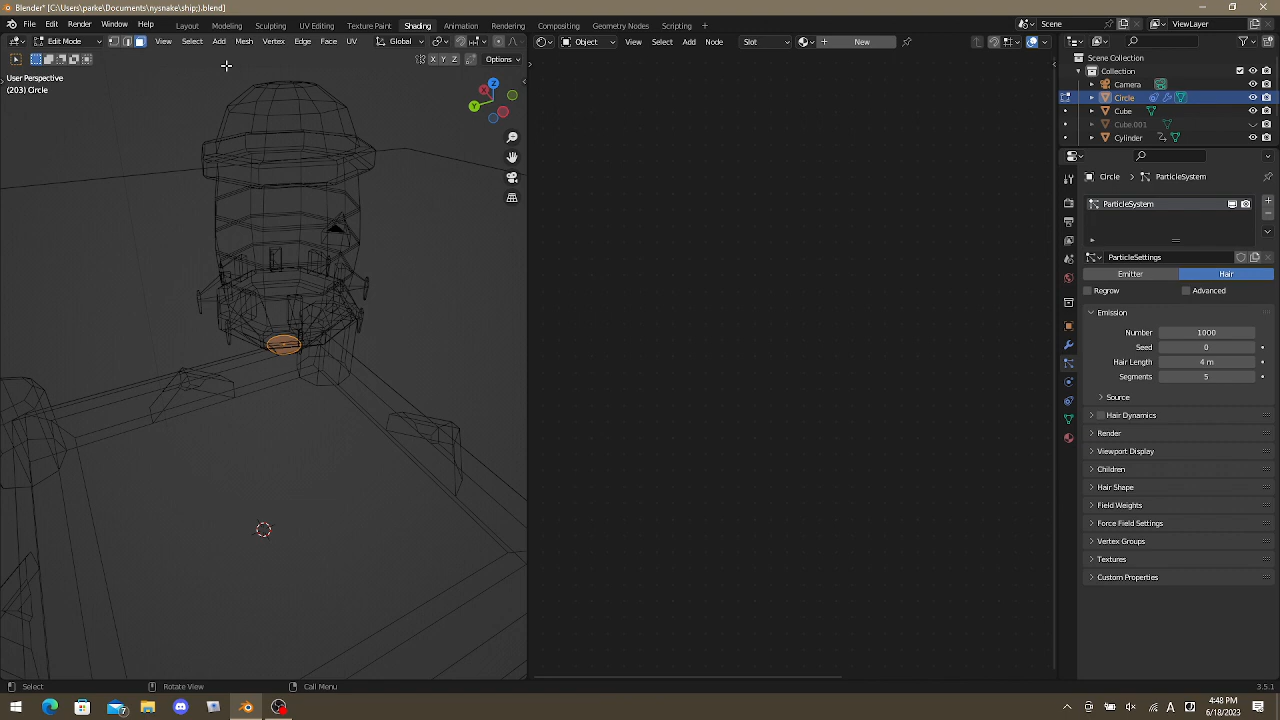 Blender* [C:\Users\parke\Documents\nysnake\ship;).blend]
File Edit Render Window Help Layout Modeling Sculpting UV Editing Texture Paint Shading Animation Rendering Compositing Geometry Nodes Scripting + Scene ViewLayer
Edit Mode View Select Add Mesh Vertex Edge Face UV Global Object View Select Add Node Slot New
X Y Z Options
User Perspective
(203) Circle
Z
X
Y
Scene Collection
Collection
Camera
Circle
Cube
Cube.001
Cylinder
Circle > ParticleSystem
ParticleSystem
ParticleSettings
Emitter Hair
Regrow Advanced
Emission
Number 1000
Seed 0
Hair Length 4 m
Segments 5
Source
Hair Dynamics
Render
Viewport Display
Children
Hair Shape
Field Weights
Force Field Settings
Vertex Groups
Textures
Custom Properties
Select Rotate View Call Menu 3.5.1
7 A 4:48 PM
6/18/2023